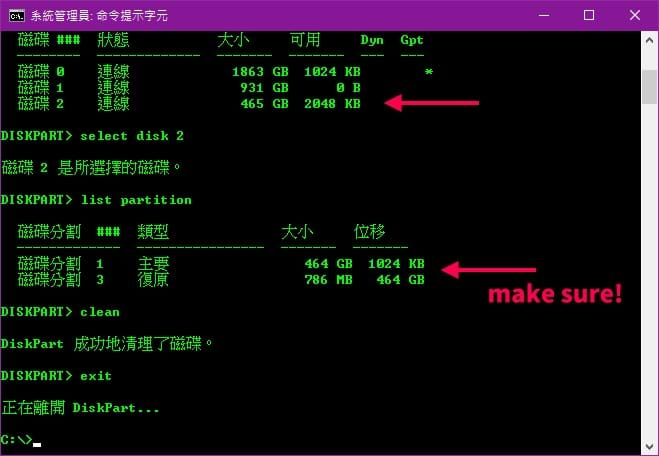 系統管理員: 命令提示字元
磁碟 ### 狀態 大小 可用 Dyn Gpt
-------- ------------- ------- ------- --- ---
磁碟 0 連線 1863 GB 1024 KB *
磁碟 1 連線 931 GB 0 B
磁碟 2 連線 465 GB 2048 KB
DISKPART> select disk 2
磁碟 2 是所選擇的磁碟。
DISKPART> list partition
磁碟分割 ### 類型 大小 位移
------------- ---------------- ------- -------
磁碟分割 1 主要 464 GB 1024 KB
磁碟分割 3 復原 786 MB 464 GB
make sure!
DISKPART> clean
DiskPart 成功地清理了磁碟。
DISKPART> exit
正在離開 DiskPart...
C:\>